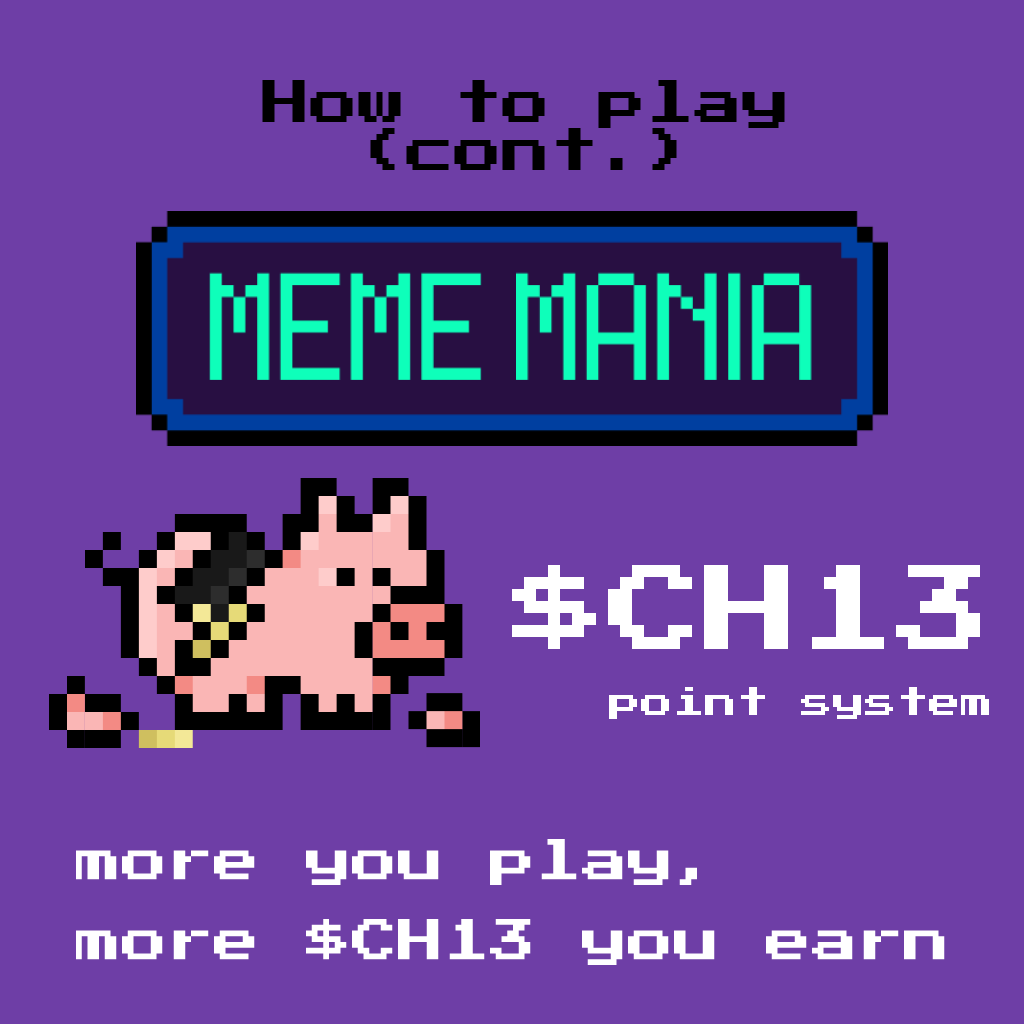 How to play
(cont.)
MEME MANIA
$CH13
point system
more you play,
more $CH13 you earn